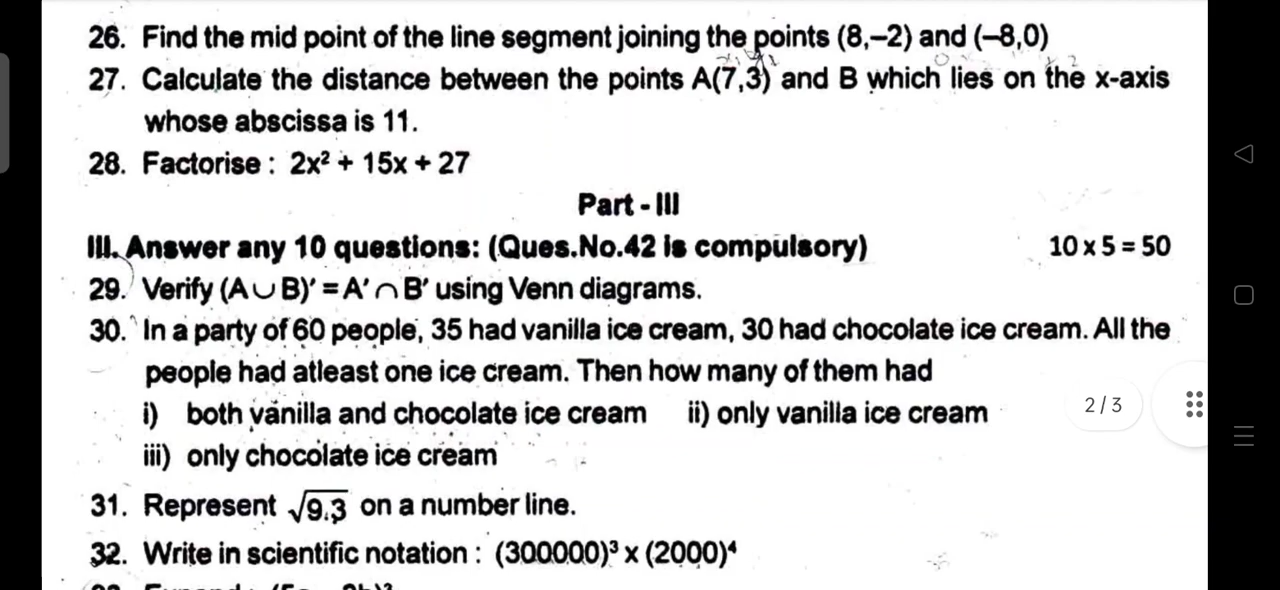 26. Find the mid point of the line segment joining the points (8,–2) and (–8,0)
27. Calculate the distance between the points A(7,3) and B which lies on the x-axis
whose abscissa is 11.
28. Factorise : 2x² + 15x + 27
Part - III
III. Answer any 10 questions: (Ques.No.42 is compulsory) 10 x 5 = 50
29. Verify (A∪B)′ = A′∩B′ using Venn diagrams.
30. In a party of 60 people, 35 had vanilla ice cream, 30 had chocolate ice cream. All the
people had atleast one ice cream. Then how many of them had
i) both vanilla and chocolate ice cream ii) only vanilla ice cream
2 / 3
iii) only chocolate ice cream
31. Represent √9.3 on a number line.
32. Write in scientific notation : (300000)³ x (2000)⁴